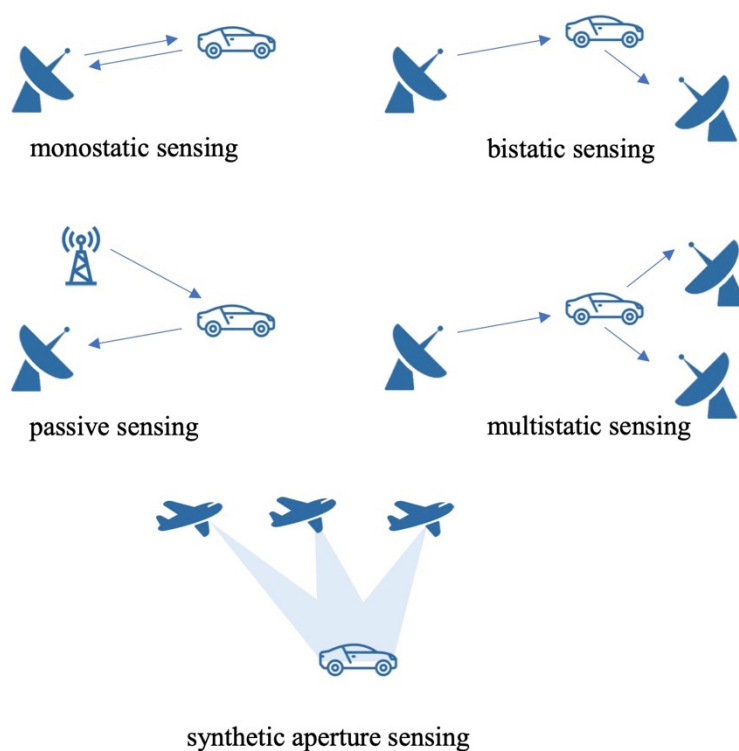 monostatic sensing
bistatic sensing
passive sensing
multistatic sensing
synthetic aperture sensing